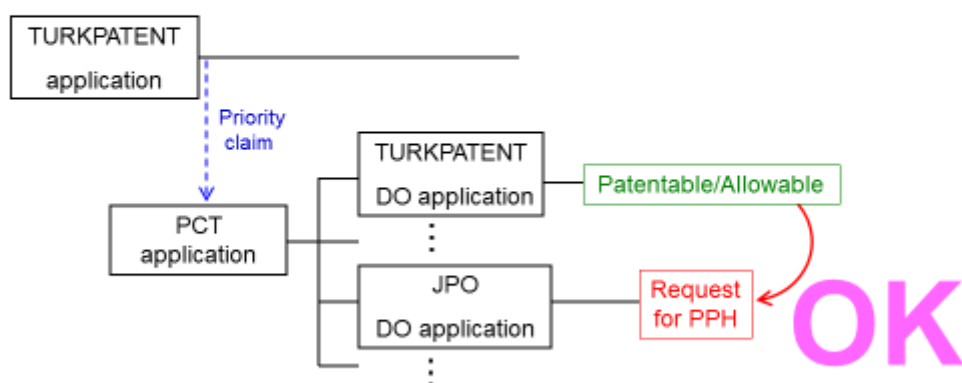 TURKPATENT
application
Priority
claim
TURKPATENT
DO application
Patentable/Allowable
PCT
application
JPO
DO application
Request
for PPH
OK